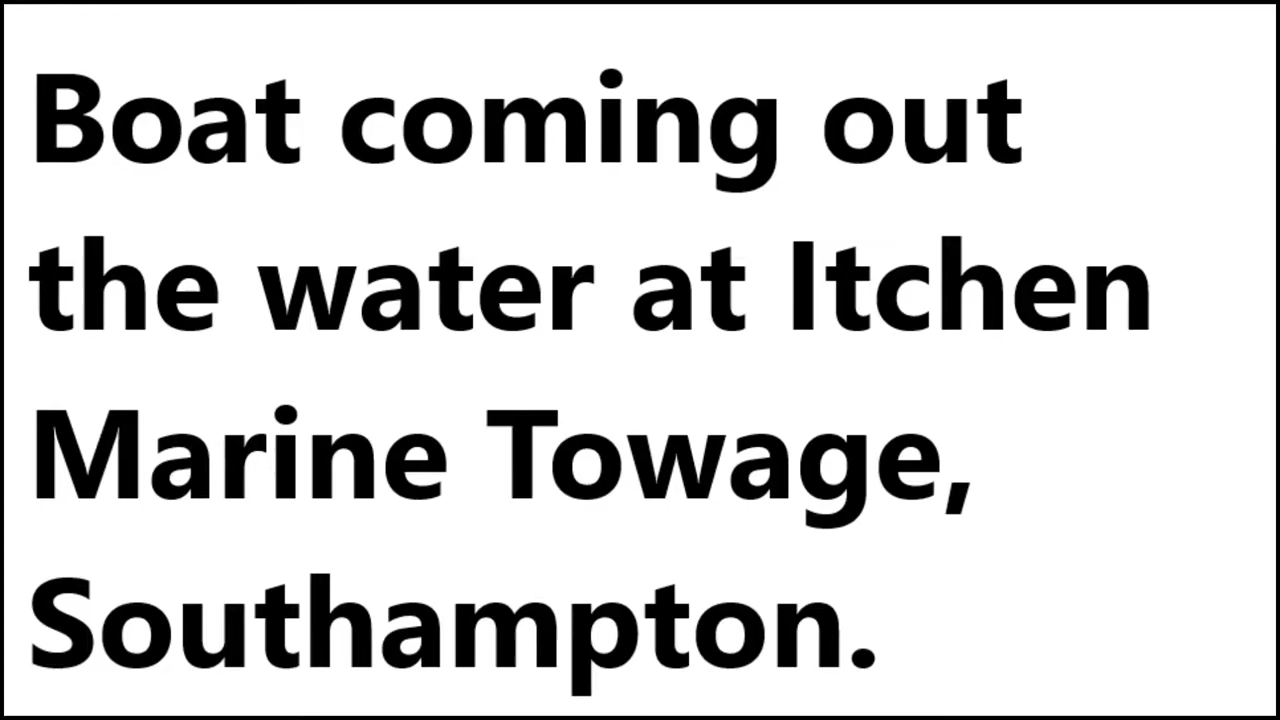 Boat coming out
the water at Itchen
Marine Towage,
Southampton.